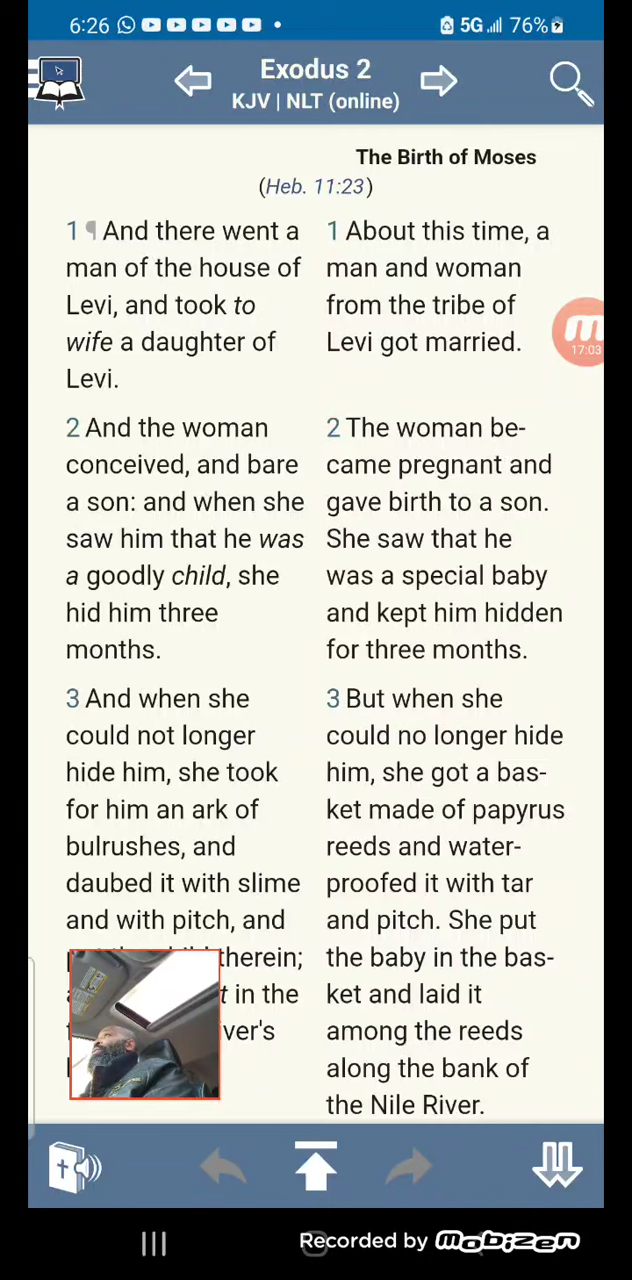 6:26
5G 76%
Exodus 2
KJV | NLT (online)
The Birth of Moses
(Heb. 11:23)
1 ¶ And there went a
man of the house of
Levi, and took to
wife a daughter of
Levi.
2 And the woman
conceived, and bare
a son: and when she
saw him that he was
a goodly child, she
hid him three
months.
3 And when she
could not longer
hide him, she took
for him an ark of
bulrushes, and
daubed it with slime
and with pitch, and
therein;
in the
ver's
1 About this time, a
man and woman
from the tribe of
Levi got married.
2 The woman be-
came pregnant and
gave birth to a son.
She saw that he
was a special baby
and kept him hidden
for three months.
3 But when she
could no longer hide
him, she got a bas-
ket made of papyrus
reeds and water-
proofed it with tar
and pitch. She put
the baby in the bas-
ket and laid it
among the reeds
along the bank of
the Nile River.
m
17:03
Recorded by mobizen